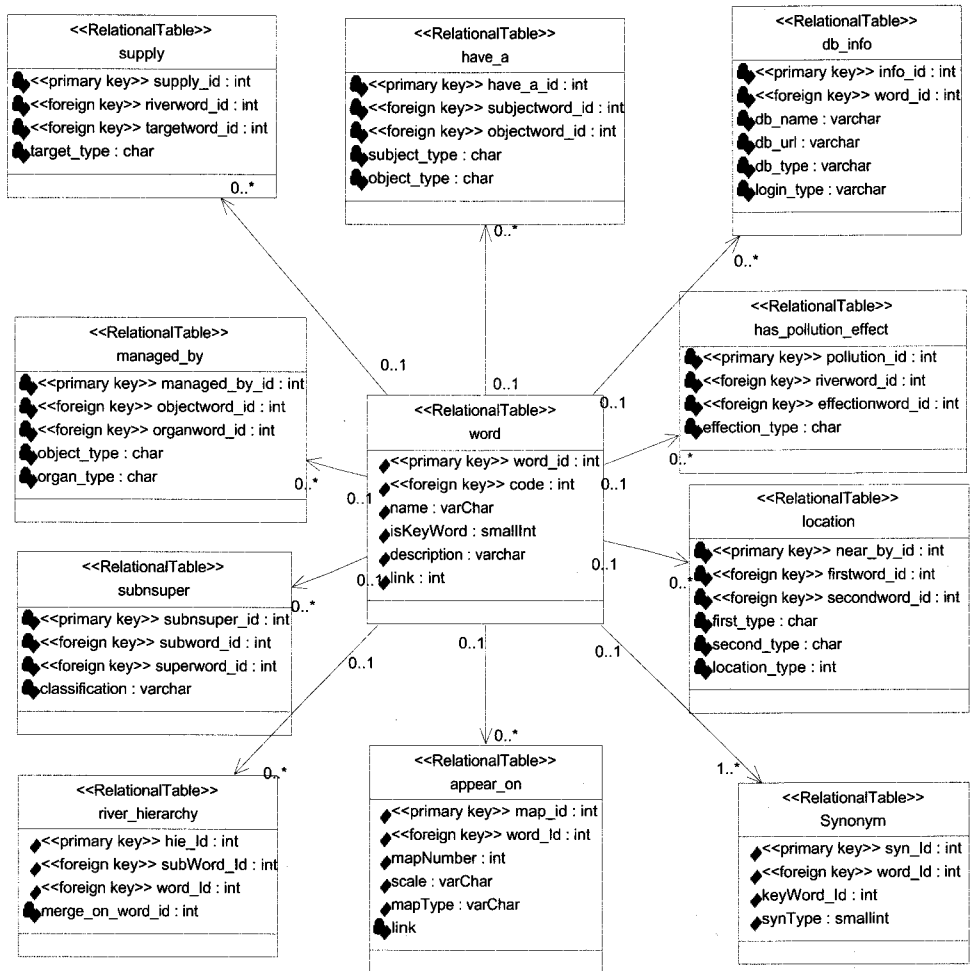 <<RelationalTable>>
supply
<<primary key>> supply_id : int
<<foreign key>> riverword_id : int
<<foreign key>> targetword_id : int
target_type : char
0..*
<<RelationalTable>>
have_a
<<primary key>> have_a_id : int
<<foreign key>> subjectword_id : int
<<foreign key>> objectword_id : int
subject_type : char
object_type : char
0..*
<<RelationalTable>>
db_info
<<primary key>> info_id : int
<<foreign key>> word_id : int
db_name : varchar
db_url : varchar
db_type : varchar
login_type : varchar
0..*
<<RelationalTable>>
managed_by
<<primary key>> managed_by_id : int
<<foreign key>> objectword_id : int
<<foreign key>> organword_id : int
object_type : char
organ_type : char
0..*
0..1
0..1
0..1
<<RelationalTable>>
has_pollution_effect
<<primary key>> pollution_id : int
<<foreign key>> riverword_id : int
<<foreign key>> effectionword_id : int
effection_type : char
0..*
<<RelationalTable>>
word
<<primary key>> word_id : int
<<foreign key>> code : int
name : varChar
isKeyWord : smallInt
description : varchar
link : int
0..1
0..1
0..1
0..1
<<RelationalTable>>
subnsuper
<<primary key>> subnsuper_id : int
<<foreign key>> subword_id : int
<<foreign key>> superword_id : int
classification : varchar
0..*
<<RelationalTable>>
location
<<primary key>> near_by_id : int
<<foreign key>> firstword_id : int
<<foreign key>> secondword_id : int
first_type : char
second_type : char
location_type : int
0..*
0..1
0..1
0..1
<<RelationalTable>>
river_hierarchy
<<primary key>> hie_Id : int
<<foreign key>> subWord_Id : int
<<foreign key>> word_Id : int
merge_on_word_id : int
0..*
<<RelationalTable>>
appear_on
<<primary key>> map_id : int
<<foreign key>> word_Id : int
mapNumber : int
scale : varChar
mapType : varChar
link
0..*
<<RelationalTable>>
Synonym
<<primary key>> syn_Id : int
<<foreign key>> word_Id : int
keyWord_Id : int
synType : smallint
1..*